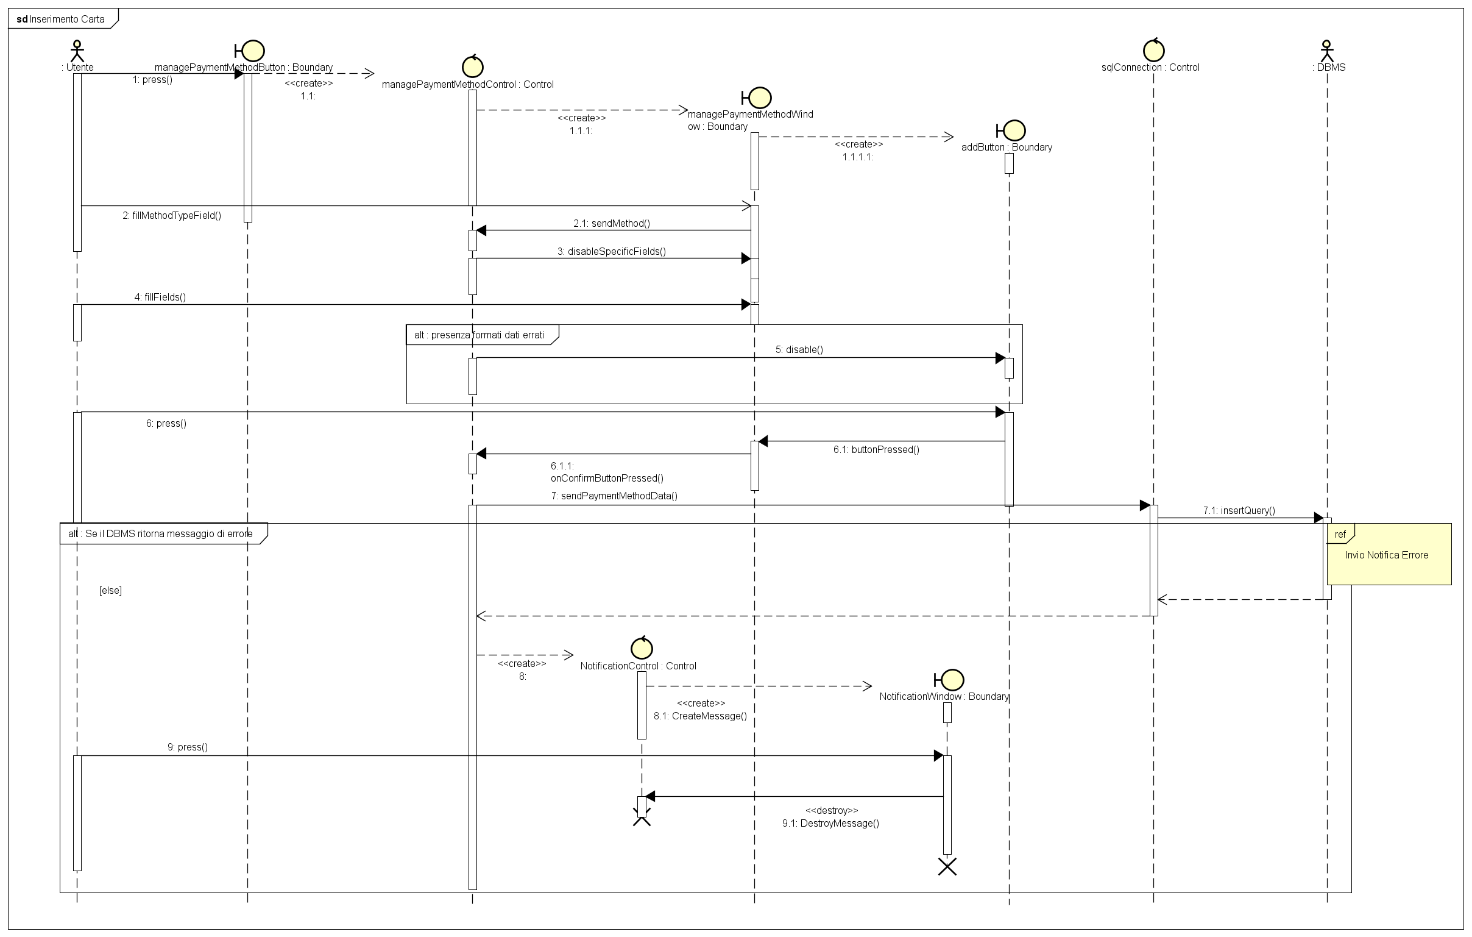 sd Inserimento Carta
: Utente
managePaymentMethodButton : Boundary
1: press()
<<create>>
1.1:
managePaymentMethodControl : Control
sqlConnection : Control
: DBMS
<<create>>
1.1.1:
managePaymentMethodWind
ow : Boundary
<<create>>
1.1.1.1:
addButton : Boundary
2: fillMethodTypeField()
2.1: sendMethod()
3: disableSpecificFields()
4: fillFields()
alt : presenza formati dati errati
5: disable()
6: press()
6.1: buttonPressed()
6.1.1:
onConfirmButtonPressed()
7: sendPaymentMethodData()
7.1: insertQuery()
alt : Se il DBMS ritorna messaggio di errore
ref
Invio Notifica Errore
[else]
<<create>>
8:
NotificationControl : Control
<<create>>
8.1: CreateMessage()
NotificationWindow : Boundary
9: press()
<<destroy>>
9.1: DestroyMessage()